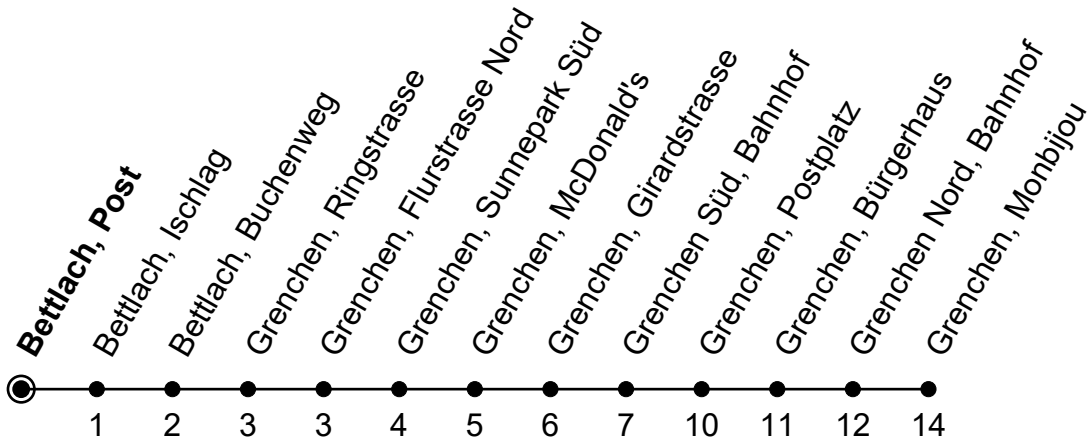 Bettlach, Post
Bettlach, Ischlag
Bettlach, Buchenweg
Grenchen, Ringstrasse
Grenchen, Flurstrasse Nord
Grenchen, Sunnepark Süd
Grenchen, McDonald's
Grenchen, Girardstrasse
Grenchen Süd, Bahnhof
Grenchen, Postplatz
Grenchen, Bürgerhaus
Grenchen Nord, Bahnhof
Grenchen, Monbijou
1 2 3 3 4 5 6 7 10 11 12 14